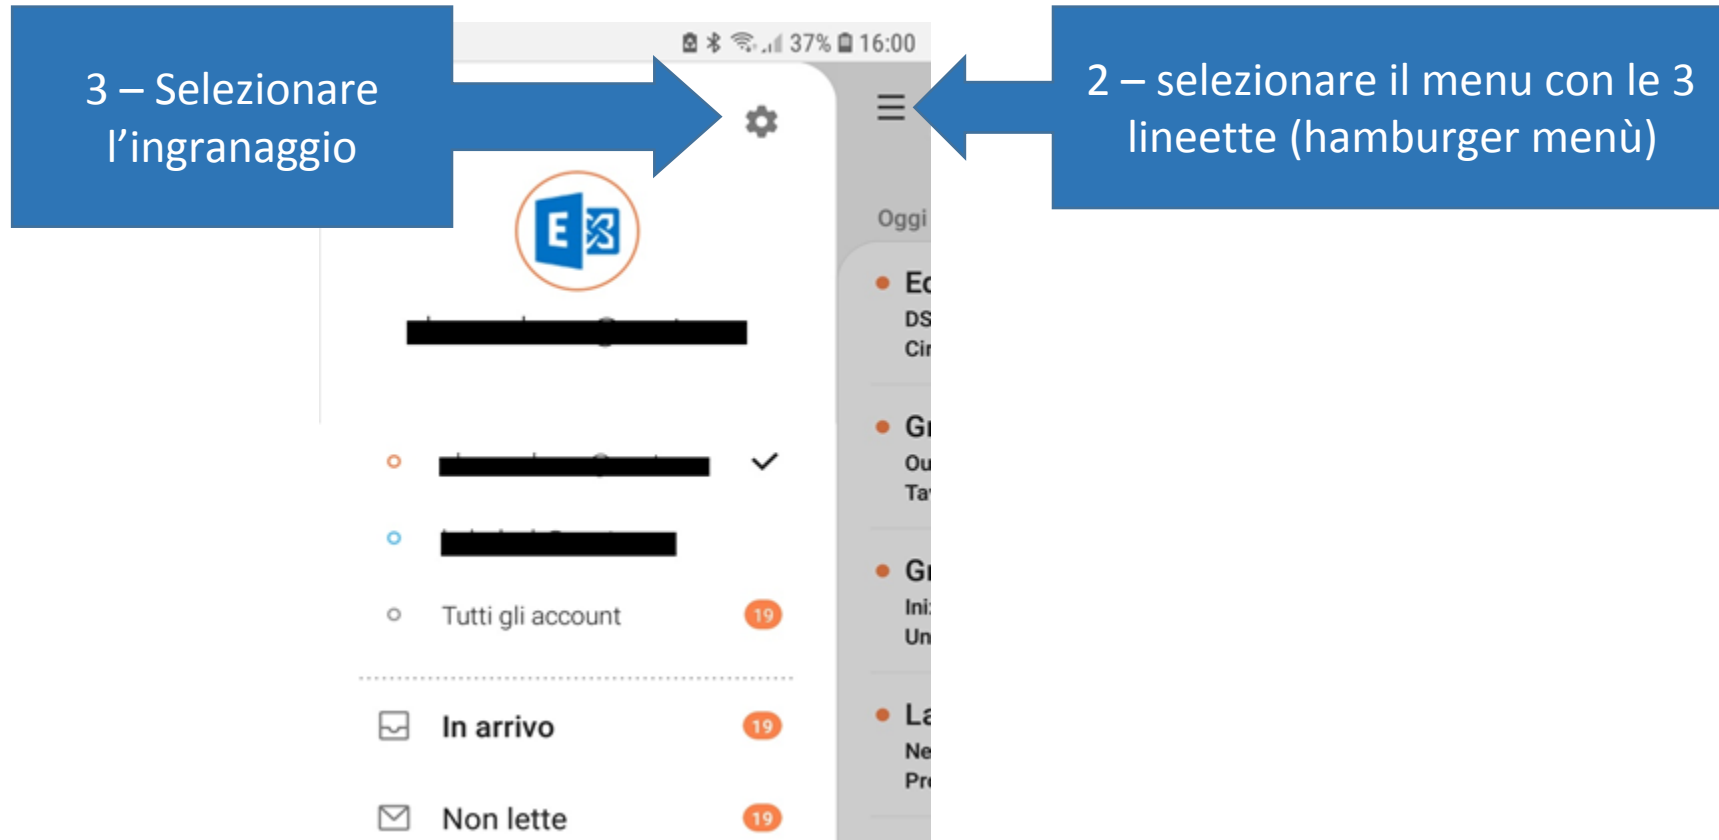 3 – Selezionare
l’ingranaggio
37% 16:00
2 – selezionare il menu con le 3
lineette (hamburger menù)
E
Oggi
DS
Tutti gli account 19
In arrivo 19
Non lette 19